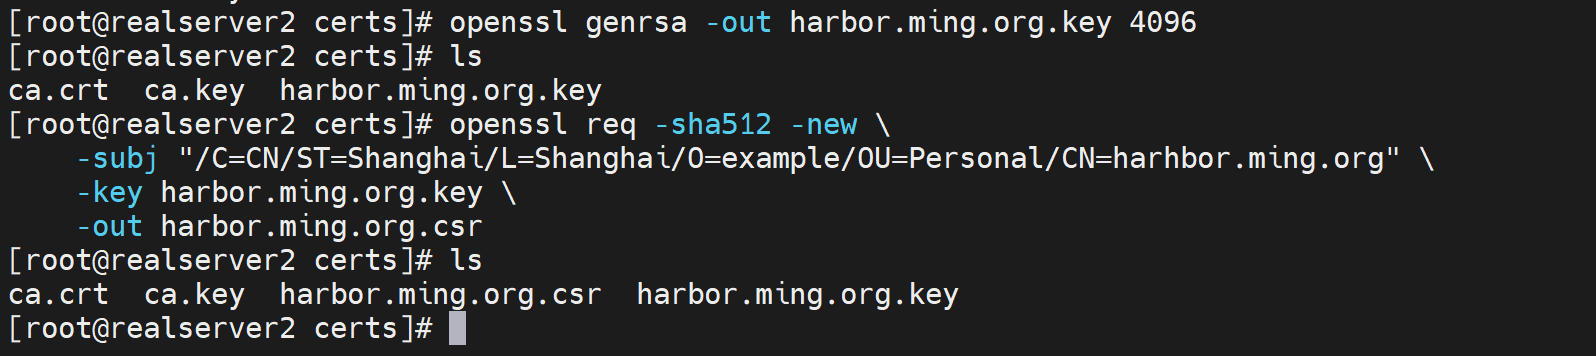 [root@realserver2 certs]# openssl genrsa -out harbor.ming.org.key 4096
[root@realserver2 certs]# ls
ca.crt  ca.key  harbor.ming.org.key
[root@realserver2 certs]# openssl req -sha512 -new \
    -subj "/C=CN/ST=Shanghai/L=Shanghai/O=example/OU=Personal/CN=harhbor.ming.org" \
    -key harbor.ming.org.key \
    -out harbor.ming.org.csr
[root@realserver2 certs]# ls
ca.crt  ca.key  harbor.ming.org.csr  harbor.ming.org.key
[root@realserver2 certs]#